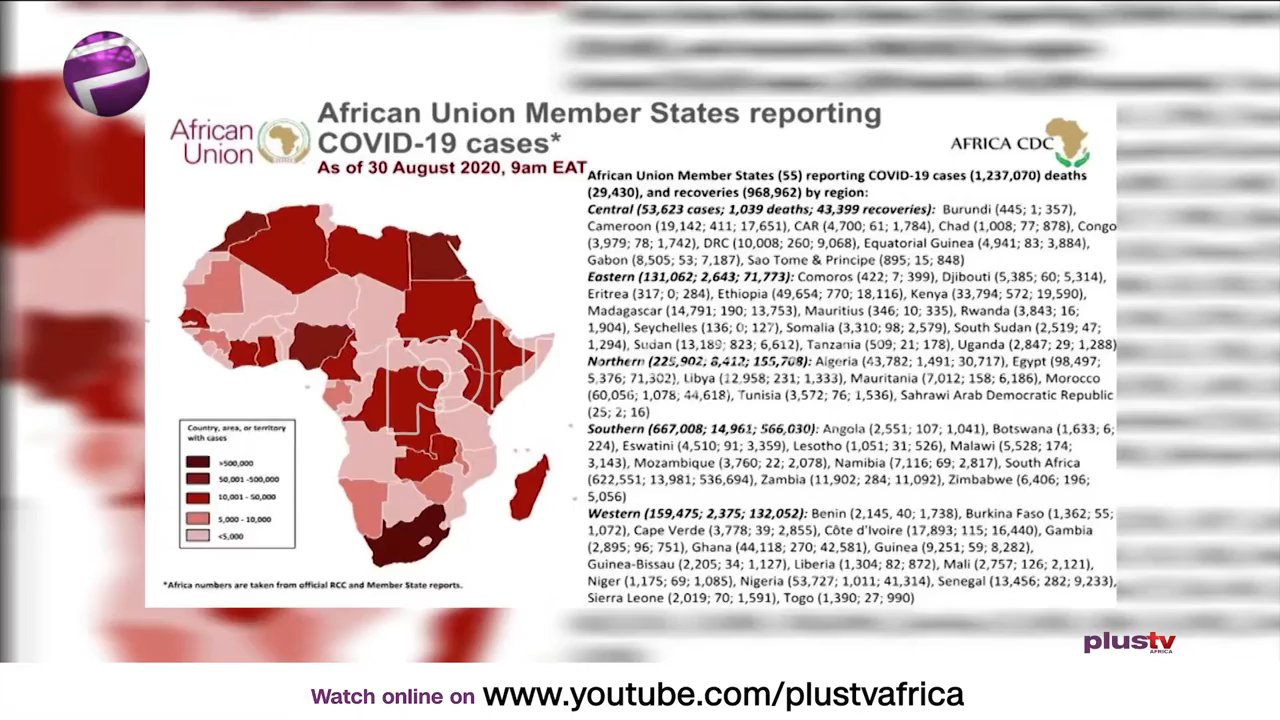 African
Union
African Union Member States reporting
COVID-19 cases*
As of 30 August 2020, 9am EAT
AFRICA CDC
African Union Member States (55) reporting COVID-19 cases (1,237,070) deaths
(29,430), and recoveries (968,962) by region:
Central (53,623 cases; 1,039 deaths; 43,399 recoveries): Burundi (445; 1; 357),
Cameroon (19,142; 411; 17,651), CAR (4,700; 61; 1,784), Chad (1,008; 77; 878), Congo
(3,979; 78; 1,742), DRC (10,008; 260; 9,068), Equatorial Guinea (4,941; 83; 3,884),
Gabon (8,505; 53; 7,187), Sao Tome & Principe (895; 15; 848)
Eastern (131,062; 2,643; 71,773): Comoros (422; 7; 399), Djibouti (5,385; 60; 5,314),
Eritrea (317; 0; 284), Ethiopia (49,654; 770; 18,116), Kenya (33,794; 572; 19,590),
Madagascar (14,791; 190; 13,753), Mauritius (346; 10; 335), Rwanda (3,843; 16;
1,904), Seychelles (136; 0; 127), Somalia (3,310; 98; 2,579), South Sudan (2,519; 47;
1,294), Sudan (13,189; 823; 6,612), Tanzania (509; 21; 178), Uganda (2,847; 29; 1,288)
Northern (225,902; 8,412; 155,708): Algeria (43,782; 1,491; 30,717), Egypt (98,497;
5,376; 71,302), Libya (12,958; 231; 1,333), Mauritania (7,012; 158; 6,186), Morocco
(60,056; 1,078; 44,618), Tunisia (3,572; 76; 1,536), Sahrawi Arab Democratic Republic
(25; 2; 16)
Southern (667,008; 14,961; 566,030): Angola (2,551; 107; 1,041), Botswana (1,633; 6;
224), Eswatini (4,510; 91; 3,359), Lesotho (1,051; 31; 526), Malawi (5,528; 174;
3,143), Mozambique (3,760; 22; 2,078), Namibia (7,116; 69; 2,817), South Africa
(622,551; 13,981; 536,694), Zambia (11,902; 284; 11,092), Zimbabwe (6,406; 196;
5,056)
Western (159,475; 2,375; 132,052): Benin (2,145; 40; 1,738), Burkina Faso (1,362; 55;
1,072), Cape Verde (3,778; 39; 2,855), Côte d'Ivoire (17,893; 115; 16,440), Gambia
(2,895; 96; 751), Ghana (44,118; 270; 42,581), Guinea (9,251; 59; 8,282),
Guinea-Bissau (2,205; 34; 1,127), Liberia (1,304; 82; 872), Mali (2,757; 126; 2,121),
Niger (1,175; 69; 1,085), Nigeria (53,727; 1,011; 41,314), Senegal (13,456; 282; 9,233),
Sierra Leone (2,019; 70; 1,591), Togo (1,390; 27; 990)
Country, area, or territory
with cases
>500,000
50,001 -500,000
10,001 - 50,000
5,000 - 10,000
<5,000
*Africa numbers are taken from official RCC and Member State reports.
plustv
AFRICA
Watch online on www.youtube.com/plustvafrica